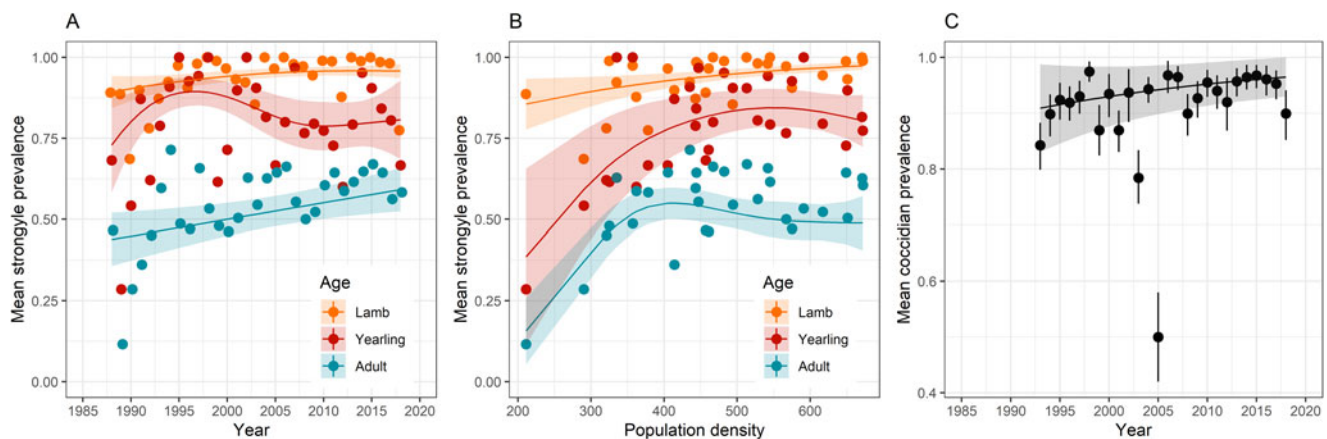 A
Mean strongyle prevalence
1.00
0.75
0.50
0.25
0.00
Age
Lamb
Yearling
Adult
1985 1990 1995 2000 2005 2010 2015 2020
Year
B
Mean strongyle prevalence
1.00
0.75
0.50
0.25
0.00
Age
Lamb
Yearling
Adult
200 300 400 500 600
Population density
C
Mean coccidian prevalence
1.0
0.8
0.6
0.4
1985 1990 1995 2000 2005 2010 2015 2020
Year